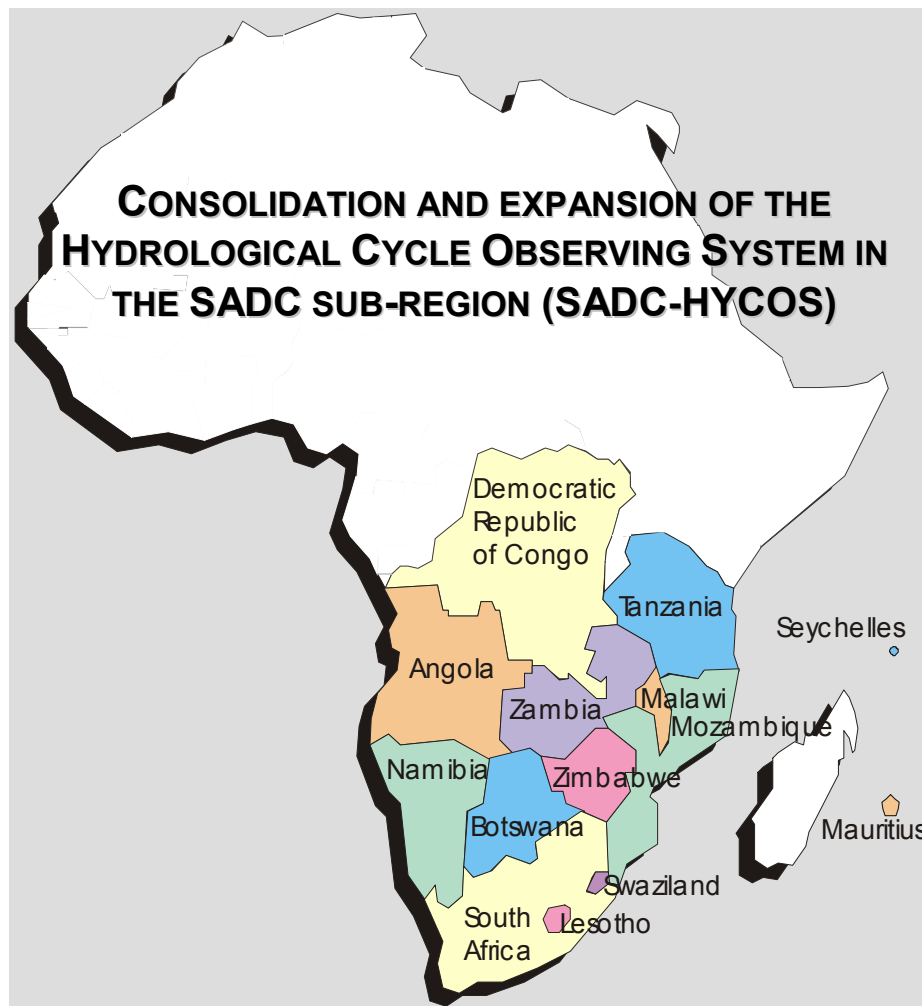 CONSOLIDATION AND EXPANSION OF THE
HYDROLOGICAL CYCLE OBSERVING SYSTEM IN
THE SADC SUB-REGION (SADC-HYCOS)
Democratic
Republic
of Congo
Tanzania
Seychelles
Angola
Zambia
Malawi
Mozambique
Namibia
Zimbabwe
Botswana
Mauritius
Swaziland
South
Africa
Lesotho